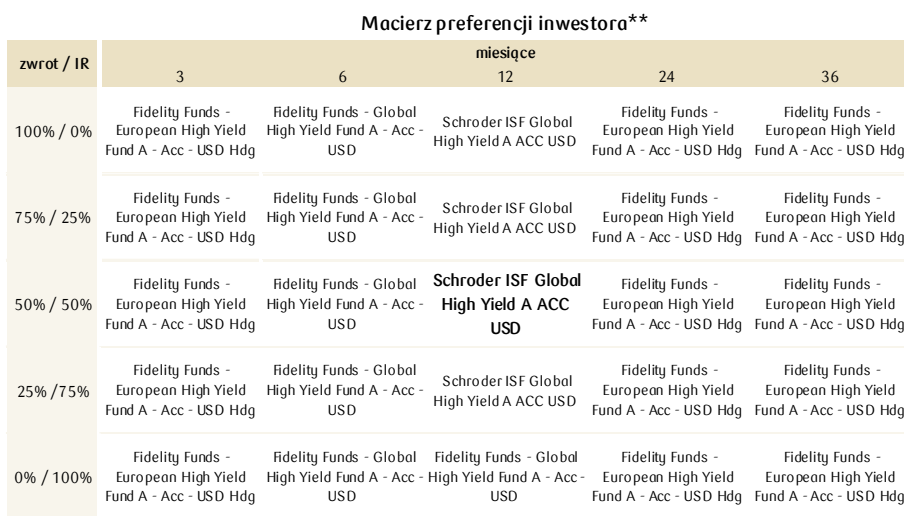 Macierz preferencji inwestora**
zwrot / IR
miesiące
3 6 12 24 36
100% / 0%
Fidelity Funds -
European High Yield
Fund A - Acc - USD Hdg
Fidelity Funds - Global
High Yield Fund A - Acc -
USD
Schroder ISF Global
High Yield A ACC USD
Fidelity Funds -
European High Yield
Fund A - Acc - USD Hdg
Fidelity Funds -
European High Yield
Fund A - Acc - USD Hdg
75% / 25%
Fidelity Funds -
European High Yield
Fund A - Acc - USD Hdg
Fidelity Funds - Global
High Yield Fund A - Acc -
USD
Schroder ISF Global
High Yield A ACC USD
Fidelity Funds -
European High Yield
Fund A - Acc - USD Hdg
Fidelity Funds -
European High Yield
Fund A - Acc - USD Hdg
50% / 50%
Fidelity Funds -
European High Yield
Fund A - Acc - USD Hdg
Fidelity Funds - Global
High Yield Fund A - Acc -
USD
Schroder ISF Global
High Yield A ACC
USD
Fidelity Funds -
European High Yield
Fund A - Acc - USD Hdg
Fidelity Funds -
European High Yield
Fund A - Acc - USD Hdg
25% /75%
Fidelity Funds -
European High Yield
Fund A - Acc - USD Hdg
Fidelity Funds - Global
High Yield Fund A - Acc -
USD
Schroder ISF Global
High Yield A ACC USD
Fidelity Funds -
European High Yield
Fund A - Acc - USD Hdg
Fidelity Funds -
European High Yield
Fund A - Acc - USD Hdg
0% / 100%
Fidelity Funds -
European High Yield
Fund A - Acc - USD Hdg
Fidelity Funds - Global
High Yield Fund A - Acc -
USD
Fidelity Funds - Global
High Yield Fund A - Acc -
USD
Fidelity Funds -
European High Yield
Fund A - Acc - USD Hdg
Fidelity Funds -
European High Yield
Fund A - Acc - USD Hdg